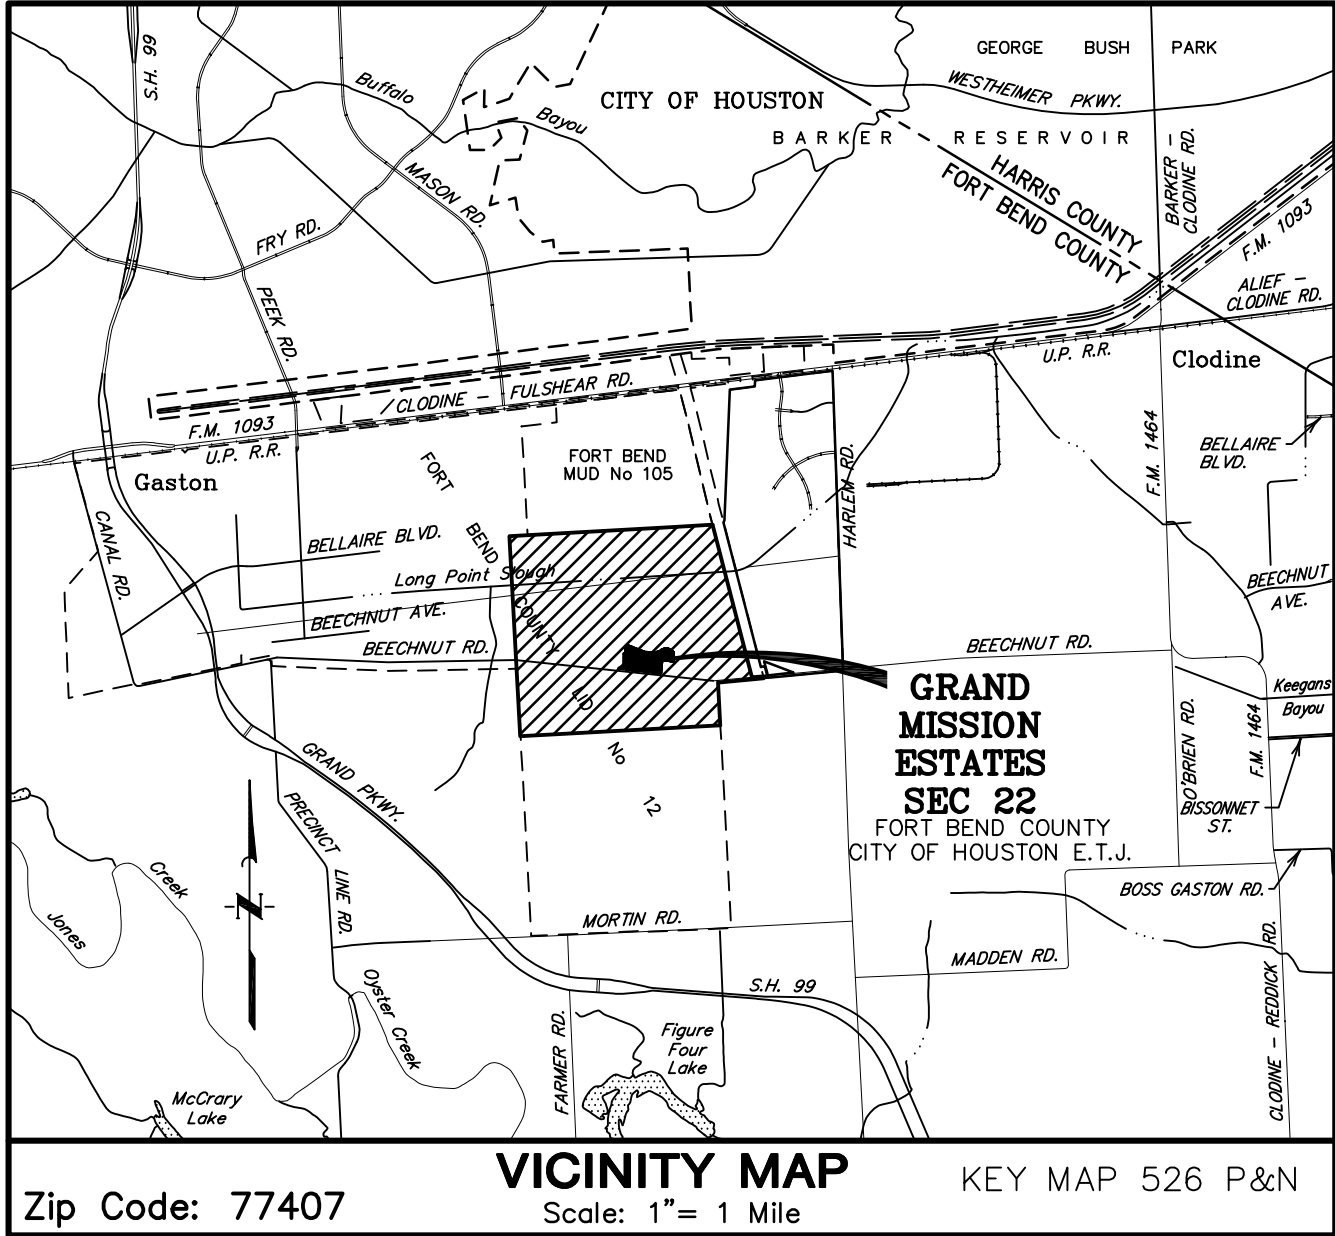 S.H. 99
GEORGE BUSH PARK
WESTHEIMER PKWY.
Buffalo
Bayou
CITY OF HOUSTON
BARKER RESERVOIR
BARKER -
CLODINE RD.
HARRIS COUNTY
FORT BEND COUNTY
MASON RD.
FRY RD.
F.M. 1093
PEEK RD.
ALIEF -
CLODINE RD.
U.P. R.R.
Clodine
CLODINE - FULSHEAR RD.
F.M. 1093
U.P. R.R.
Gaston
FORT
BEND
COUNTY
LID
No
12
FORT BEND
MUD No 105
HARLEM RD.
F.M. 1464
BELLAIRE
BLVD.
CANAL RD.
BELLAIRE BLVD.
Long Point Slough
BEECHNUT AVE.
BEECHNUT RD.
BEECHNUT RD.
BEECHNUT
AVE.
GRAND
MISSION
ESTATES
SEC 22
FORT BEND COUNTY
CITY OF HOUSTON E.T.J.
Keegans
Bayou
O'BRIEN RD.
F.M. 1464
BISSONNET
ST.
GRAND PKWY.
PRECINCT LINE RD.
N
Creek
Jones
BOSS GASTON RD.
MORTIN RD.
MADDEN RD.
S.H. 99
Oyster Creek
FARMER RD.
Figure
Four
Lake
CLODINE - REDDICK RD.
McCrary
Lake
VICINITY MAP
Scale: 1"= 1 Mile
Zip Code: 77407
KEY MAP 526 P&N